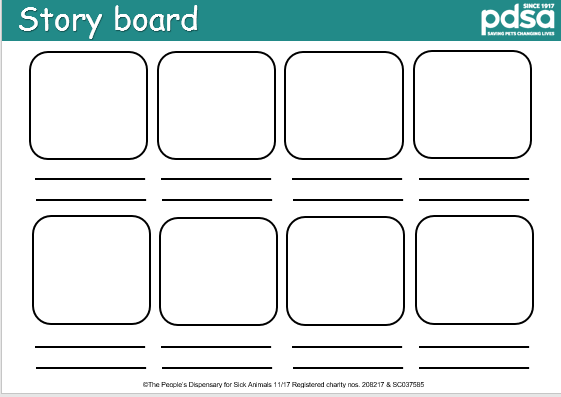 Story board
SINCE 1917
pdsa
SAVING PETS CHANGING LIVES
©The People's Dispensary for Sick Animals 11/17 Registered charity nos. 208217 & SC037585